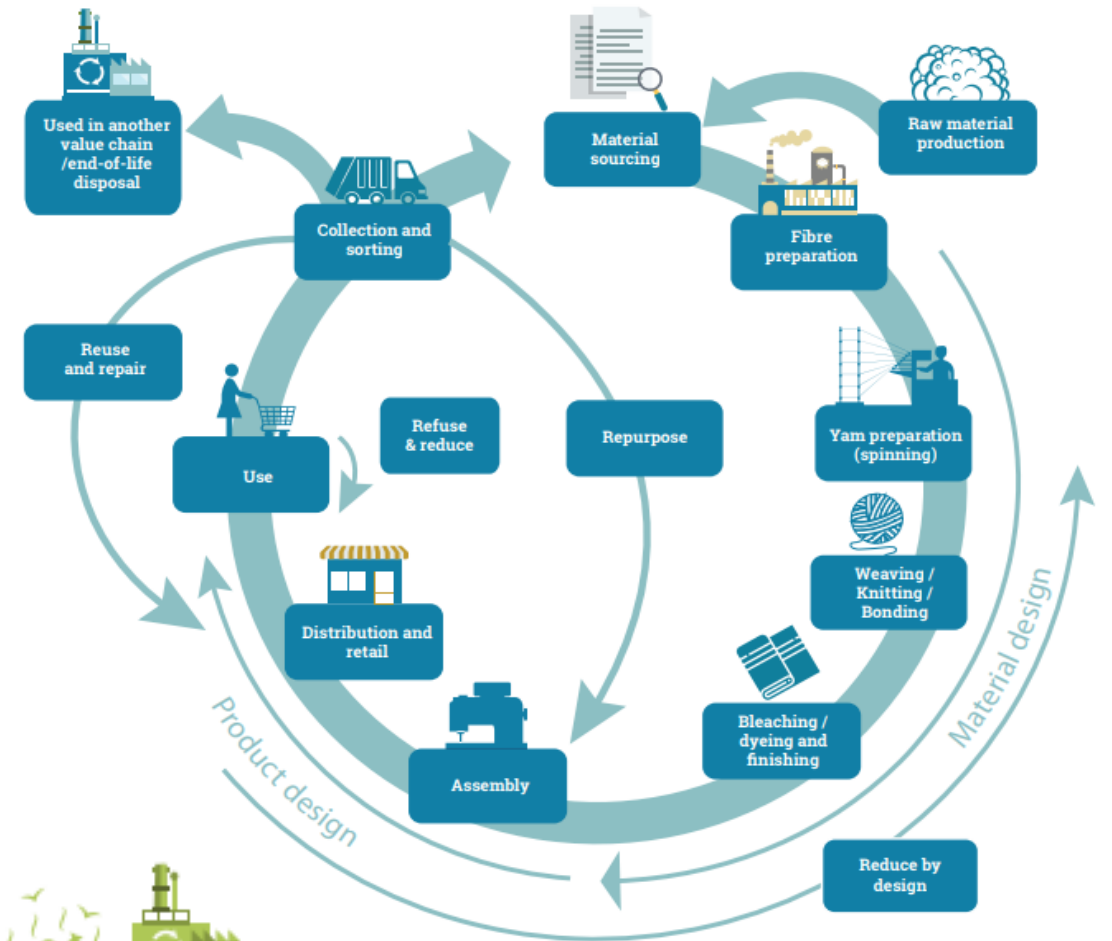 Used in another
value chain
/end-of-life
disposal
Material
sourcing
Raw material
production
Collection and
sorting
Fibre
preparation
Reuse
and repair
Refuse
& reduce
Repurpose
Yam preparation
(spinning)
Use
Weaving /
Knitting /
Bonding
Distribution and
retail
Bleaching /
dyeing and
finishing
Assembly
Material design
Product design
Reduce by
design